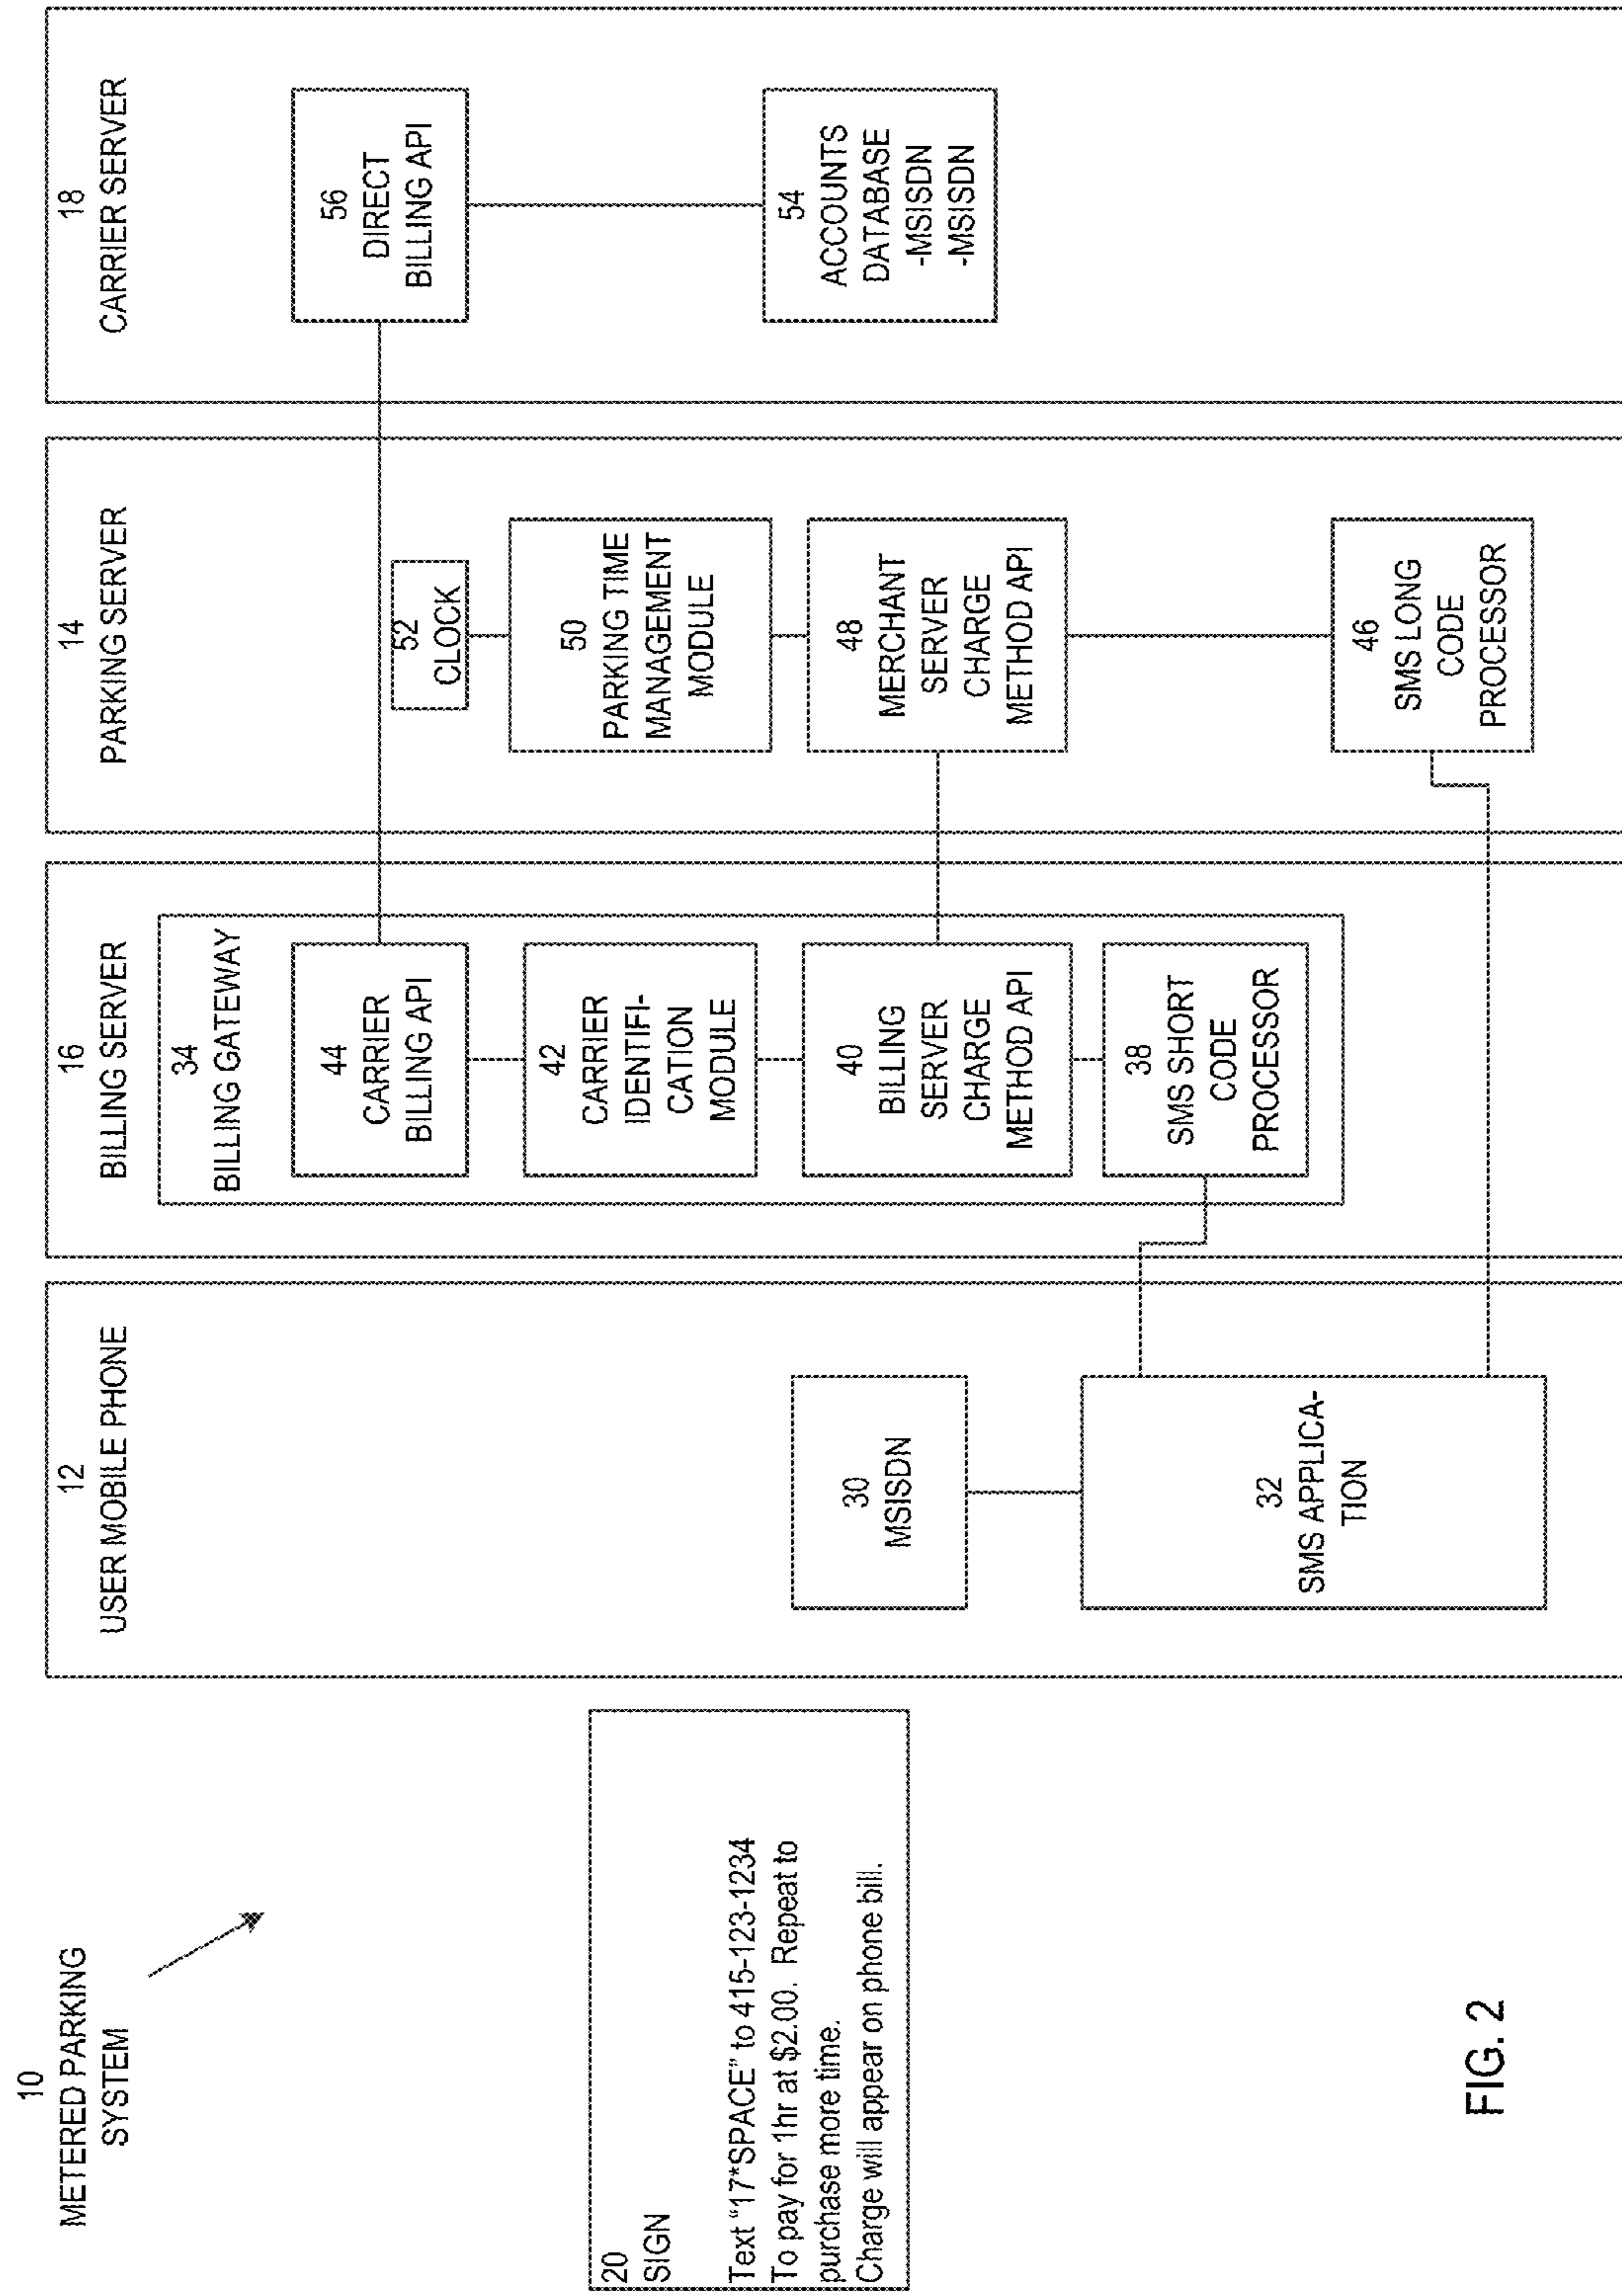 10
METERED PARKING
SYSTEM
20
SIGN
Text “17*SPACE” to 415-123-1234
To pay for 1hr at $2.00. Repeat to
purchase more time.
Charge will appear on phone bill.
12
USER MOBILE PHONE
30
MSISDN
32
SMS APPLICA-
TION
16
BILLING SERVER
34
BILLING GATEWAY
44
CARRIER
BILLING API
42
CARRIER
IDENTIFI-
CATION
MODULE
40
BILLING
SERVER
CHARGE
METHOD API
38
SMS SHORT
CODE
PROCESSOR
14
PARKING SERVER
52
CLOCK
50
PARKING TIME
MANAGEMENT
MODULE
48
MERCHANT
SERVER
CHARGE
METHOD API
46
SMS LONG
CODE
PROCESSOR
18
CARRIER SERVER
56
DIRECT
BILLING API
54
ACCOUNTS
DATABASE
-MSISDN
-MSISDN
FIG. 2